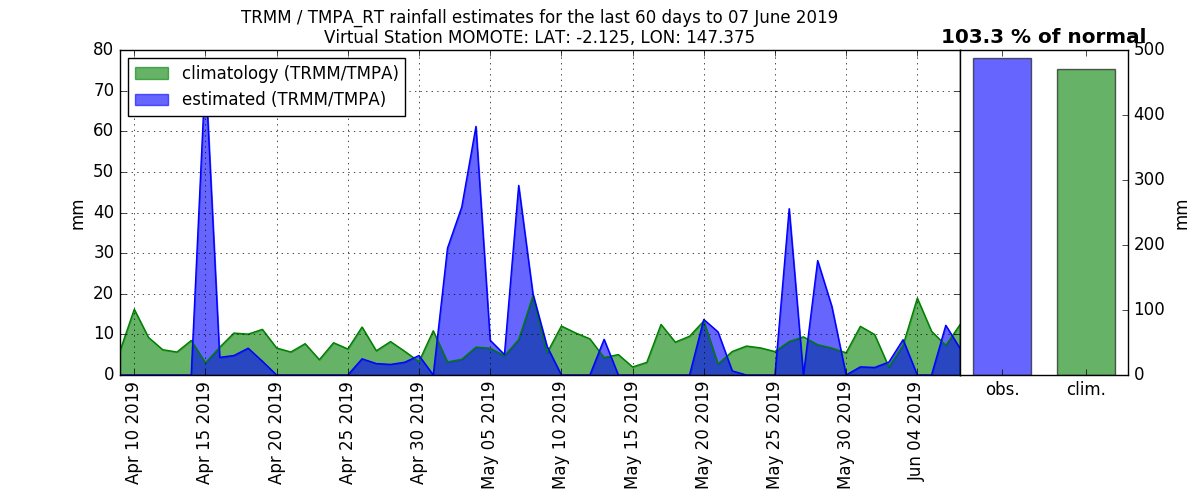 TRMM / TMPA_RT rainfall estimates for the last 60 days to 07 June 2019
Virtual Station MOMOTE: LAT: -2.125, LON: 147.375
103.3 % of normal
climatology (TRMM/TMPA)
estimated (TRMM/TMPA)
80
70
60
50
40
30
20
10
0
mm
Apr 10 2019
Apr 15 2019
Apr 20 2019
Apr 25 2019
Apr 30 2019
May 05 2019
May 10 2019
May 15 2019
May 20 2019
May 25 2019
May 30 2019
Jun 04 2019
500
400
300
200
100
0
mm
obs.
clim.